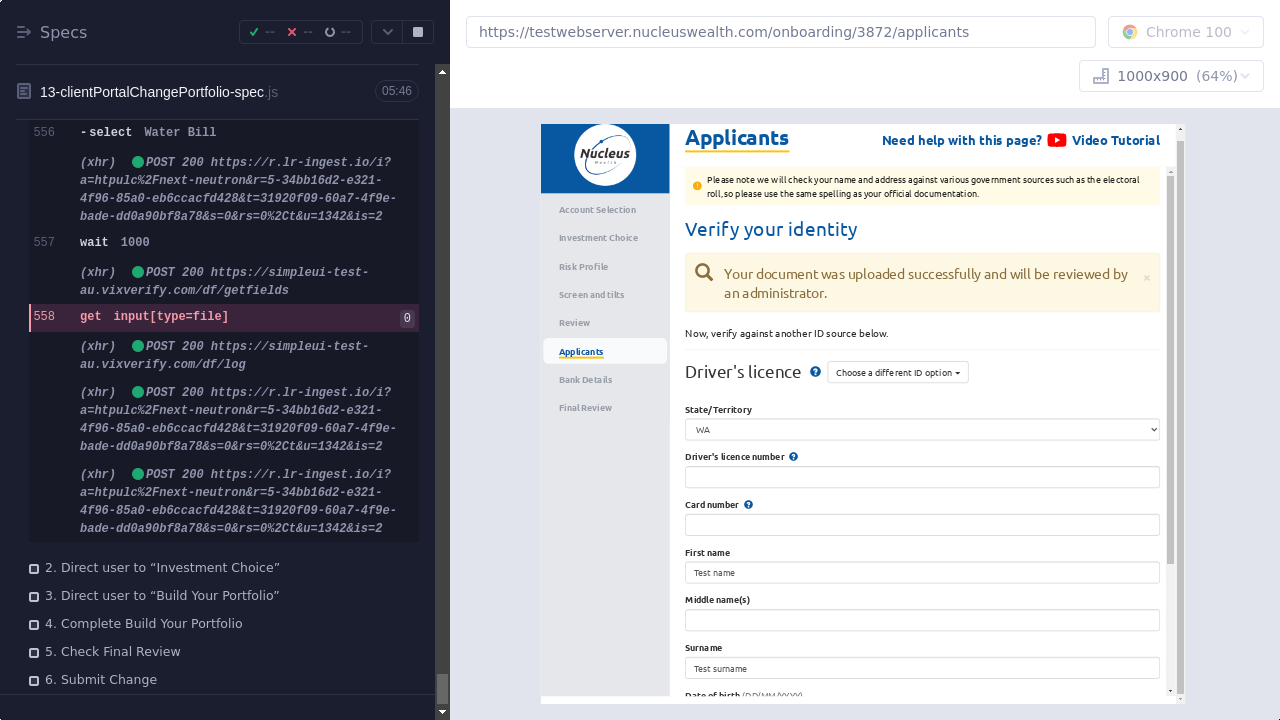 Specs
--
--
--
13-clientPortalChangePortfolio-spec.js
05:46
556 -select Water Bill
(xhr) POST 200 https://r.lr-ingest.io/i?
a=htpulc%2Fnext-neutron&r=5-34bb16d2-e321-
4f96-85a0-eb6ccacfd428&t=31920f09-60a7-4f9e-
bade-dd0a90bf8a78&s=0&rs=0%2Ct&u=1342&is=2
557 wait 1000
(xhr) POST 200 https://simpleui-test-
au.vixverify.com/df/getfields
558 get input[type=file] 0
(xhr) POST 200 https://simpleui-test-
au.vixverify.com/df/log
(xhr) POST 200 https://r.lr-ingest.io/i?
a=htpulc%2Fnext-neutron&r=5-34bb16d2-e321-
4f96-85a0-eb6ccacfd428&t=31920f09-60a7-4f9e-
bade-dd0a90bf8a78&s=0&rs=0%2Ct&u=1342&is=2
(xhr) POST 200 https://r.lr-ingest.io/i?
a=htpulc%2Fnext-neutron&r=5-34bb16d2-e321-
4f96-85a0-eb6ccacfd428&t=31920f09-60a7-4f9e-
bade-dd0a90bf8a78&s=0&rs=0%2Ct&u=1342&is=2
2. Direct user to “Investment Choice”
3. Direct user to “Build Your Portfolio”
4. Complete Build Your Portfolio
5. Check Final Review
6. Submit Change
https://testwebserver.nucleuswealth.com/onboarding/3872/applicants
Chrome 100
1000x900 (64%)
Nucleus
Wealth
Account Selection
Investment Choice
Risk Profile
Screen and tilts
Review
Applicants
Bank Details
Final Review
Applicants
Need help with this page? Video Tutorial
Please note we will check your name and address against various government sources such as the electoral
roll,so please use the same spelling as your official documentation.
Verify your identity
Your document was uploaded successfully and will be reviewed by
an administrator.
×
Now, verify against another ID source below.
Driver's licence
Choose a different ID option
State/Territory
WA
Driver's licence number
Card number
First name
Test name
Middle name(s)
Surname
Test surname
Date of birth (DD/MM/YYYY)